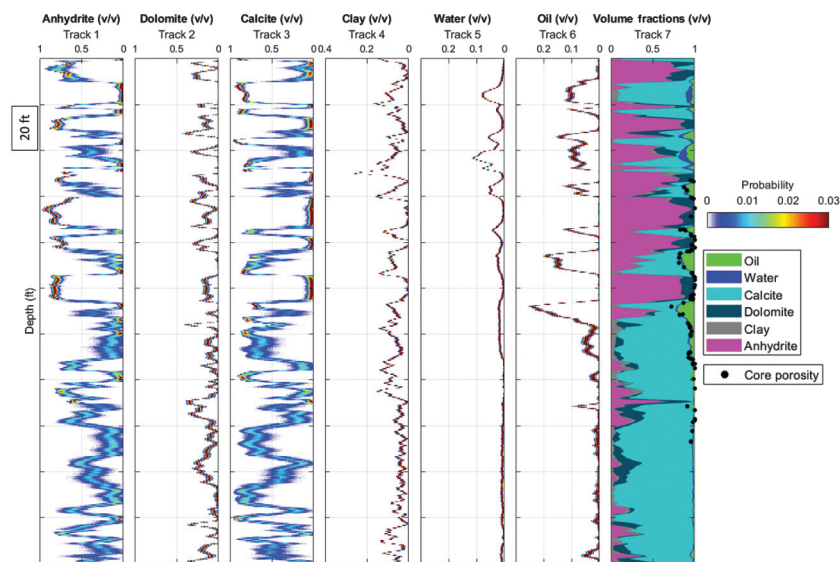 Anhydrite (v/v) Dolomite (v/v) Calcite (v/v) Clay (v/v) Water (v/v) Oil (v/v) Volume fractions (v/v)
Track 1 Track 2 Track 3 Track 4 Track 5 Track 6 Track 7
1 0.5 0 1 0.5 0 1 0.5 0 0.4 0.2 0 0.2 0.1 0 0.2 0.1 0 0 0.5 1
20 ft
Depth (ft)
Probability
0 0.01 0.02 0.03
Oil
Water
Calcite
Dolomite
Clay
Anhydrite
Core porosity